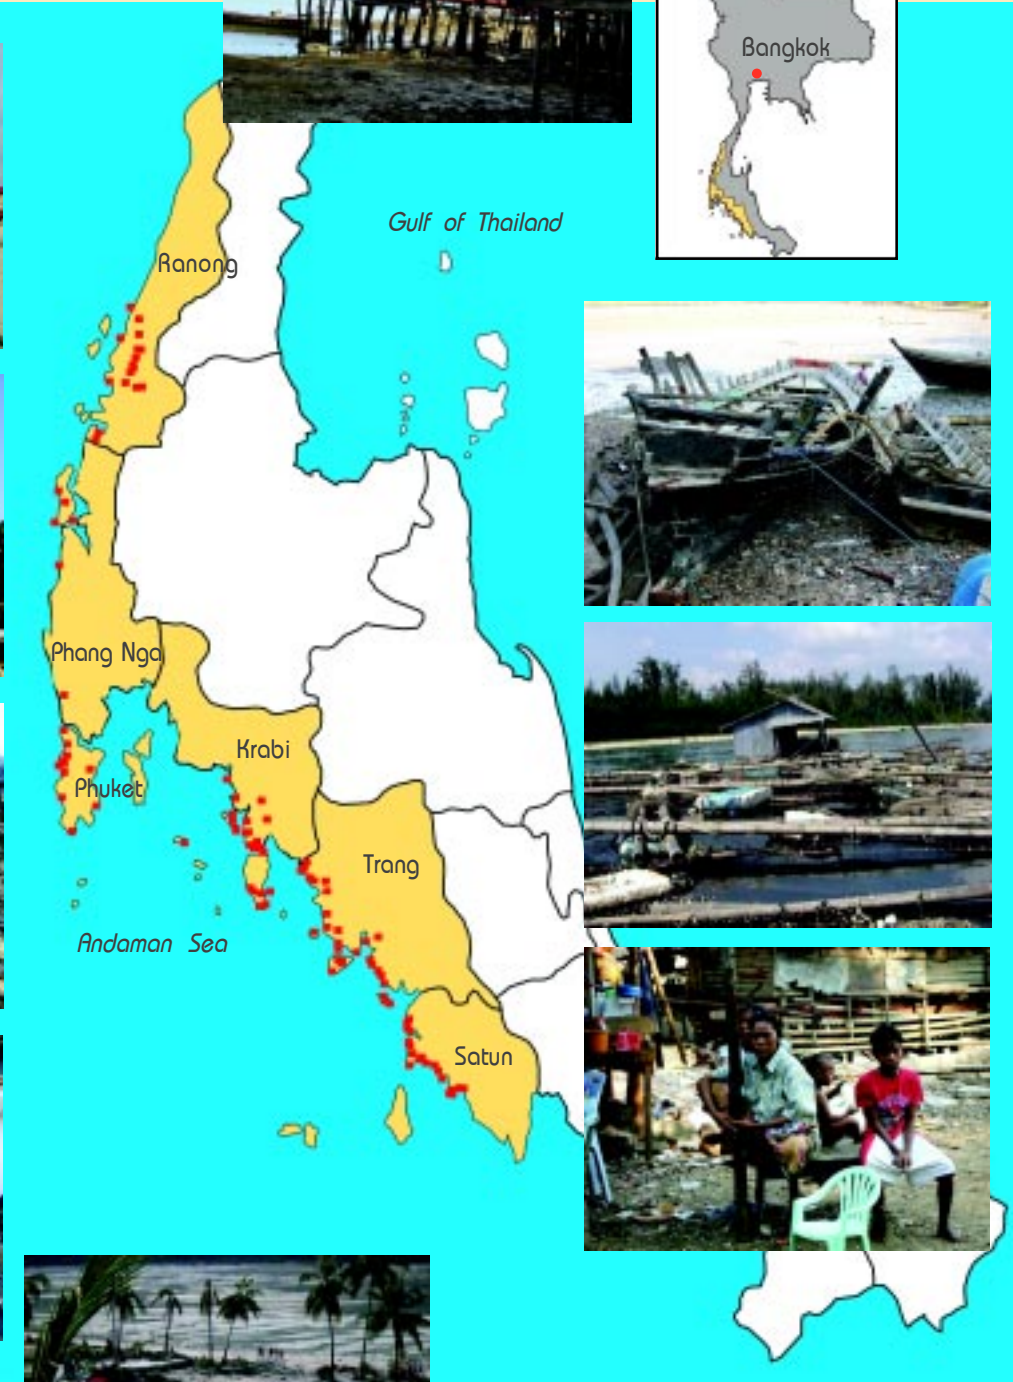 Bangkok
Gulf of Thailand
Ranong
Phang Nga
Krabi
Phuket
Trang
Andaman Sea
Satun